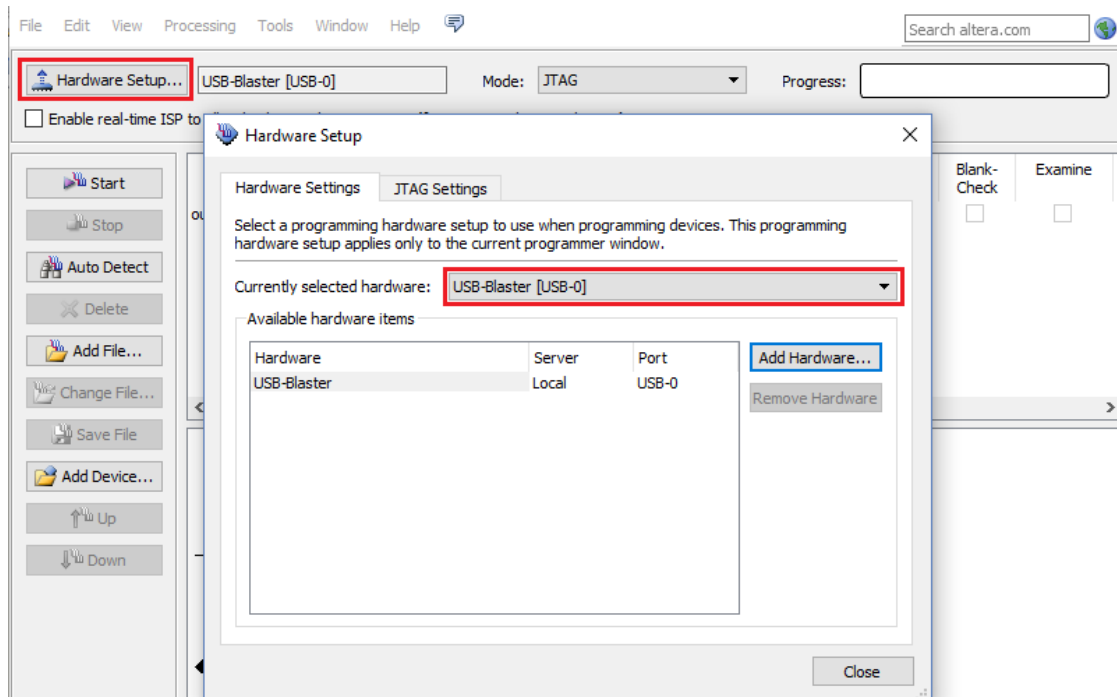 File Edit View Processing Tools Window Help
Search altera.com
Hardware Setup... USB-Blaster [USB-0] Mode: JTAG Progress:
Enable real-time ISP to
Hardware Setup
Start
Stop
Auto Detect
Delete
Add File...
Change File...
Save File
Add Device...
Up
Down
Hardware Settings JTAG Settings
Select a programming hardware setup to use when programming devices. This programming
hardware setup applies only to the current programmer window.
Currently selected hardware: USB-Blaster [USB-0]
Available hardware items
Hardware Server Port
USB-Blaster Local USB-0
Add Hardware...
Remove Hardware
Close
Blank-
Check
Examine